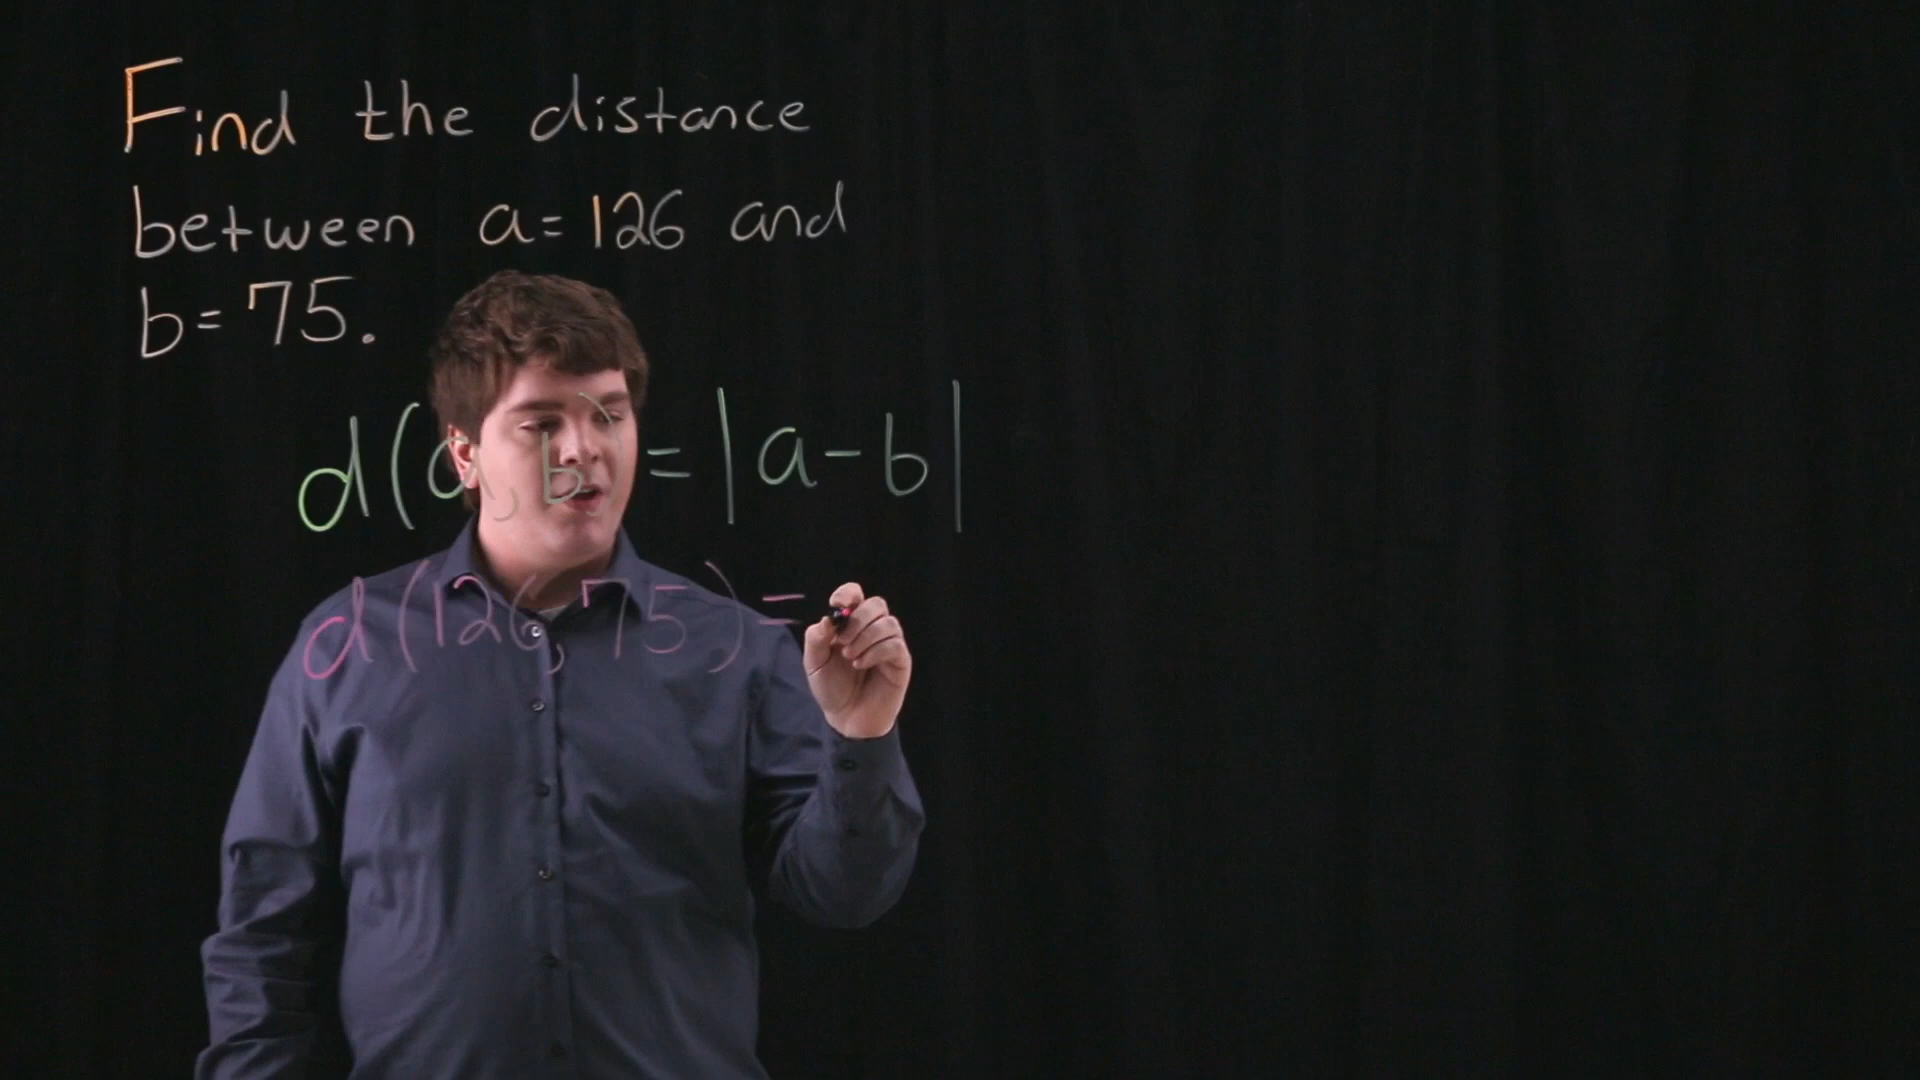 Find the distance
between a=126 and
b=75.
d(a,b)=|a-b|
d(126,75)=